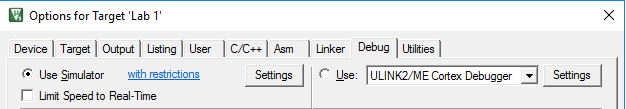 Options for Target 'Lab 1'
Device Target Output Listing User C/C++ Asm Linker Debug Utilities
Use Simulator with restrictions Settings Use: ULINK2/ME Cortex Debugger Settings
Limit Speed to Real-Time